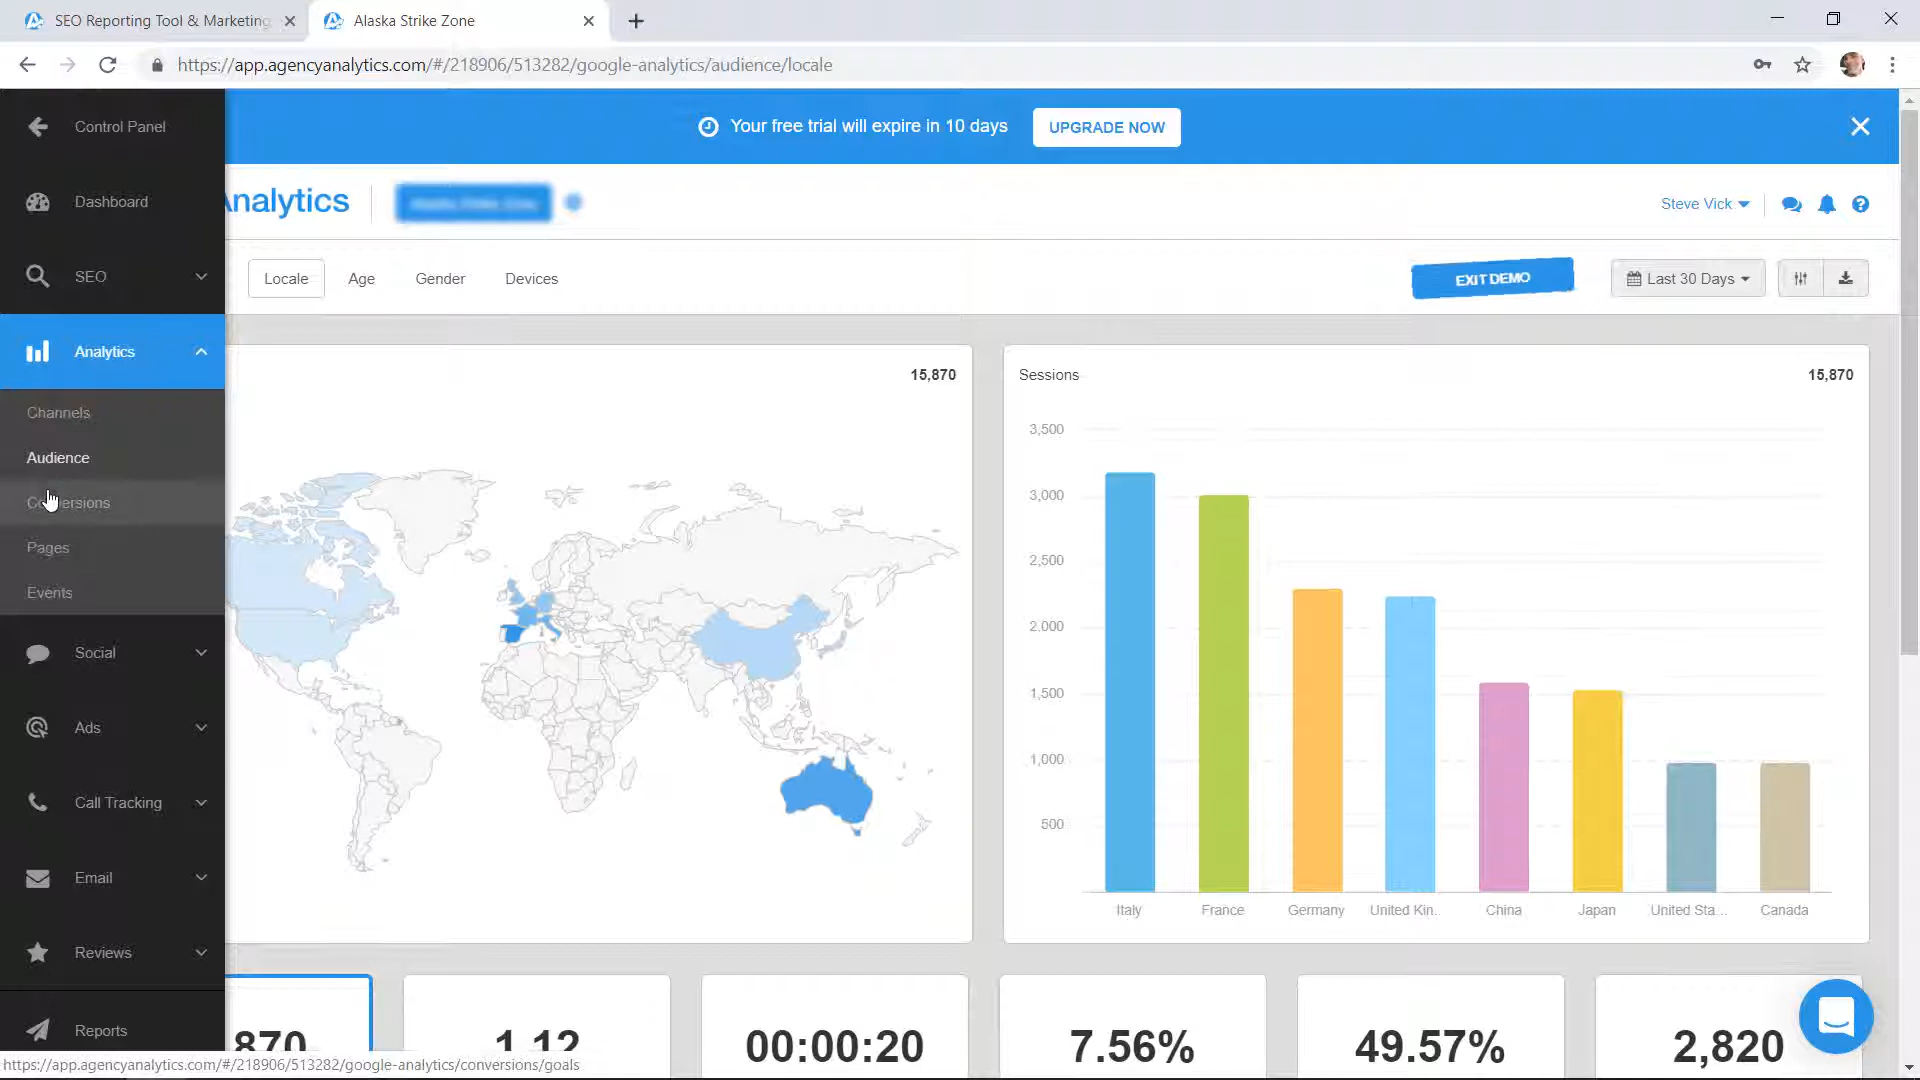 SEO Reporting Tool & Marketing
Alaska Strike Zone
https://app.agencyanalytics.com/#/218906/513282/google-analytics/audience/locale
Control Panel
Your free trial will expire in 10 days
UPGRADE NOW
Dashboard
Analytics
Steve Vick
SEO
Locale
Age
Gender
Devices
EXIT DEMO
Last 30 Days
Analytics
15,870
Sessions
15,870
Channels
Audience
Conversions
Pages
Events
3,500
3,000
2,500
2,000
1,500
1,000
500
Italy
France
Germany
United Kin..
China
Japan
United Sta...
Canada
Social
Ads
Call Tracking
Email
Reviews
Reports
870
1.12
00:00:20
7.56%
49.57%
2,820
https://app.agencyanalytics.com/#/218906/513282/google-analytics/conversions/goals